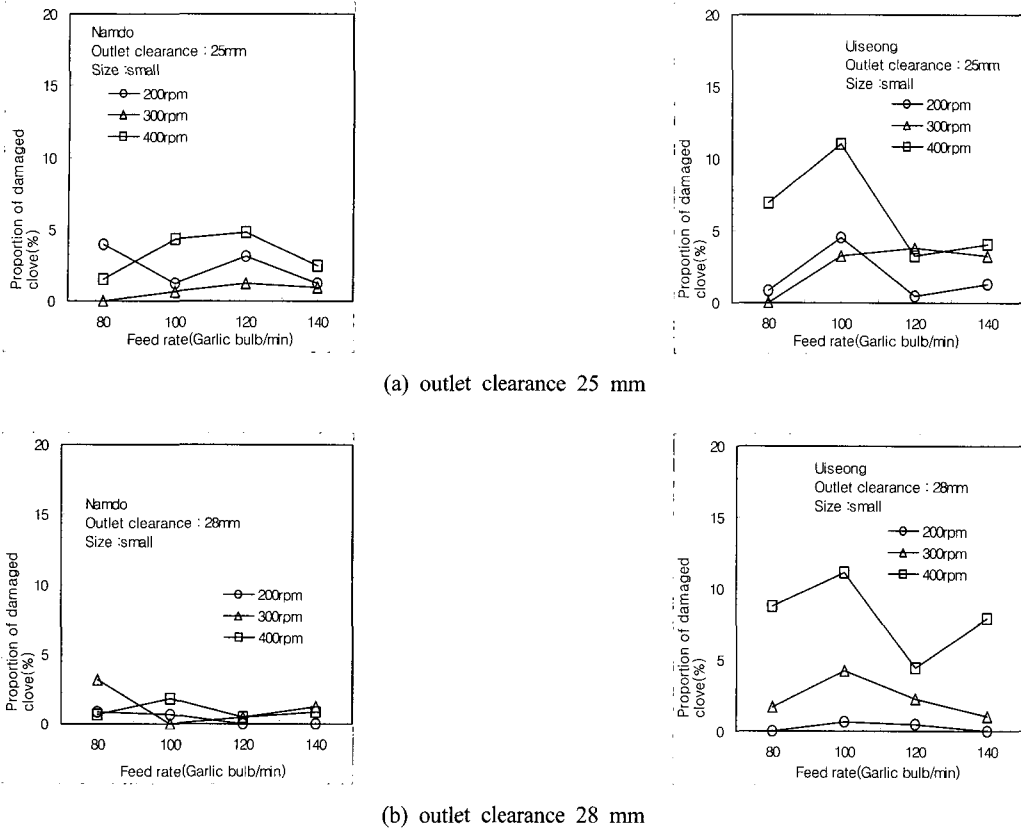 20
15
10
5
0
Proportion of damaged
clove(%)
Namdo
Outlet clearance : 25mm
Size :small
200rpm
300rpm
400rpm
80 100 120 140
Feed rate(Garlic bulb/min)
20
15
10
5
0
Proportion of damaged
clove(%)
Uiseong
Outlet clearance : 25mm
Size :small
200rpm
300rpm
400rpm
80 100 120 140
Feed rate(Garlic bulb/min)
(a) outlet clearance 25 mm
20
15
10
5
0
Proportion of damaged
clove(%)
Namdo
Outlet clearance : 28mm
Size :small
200rpm
300rpm
400rpm
80 100 120 140
Feed rate(Garlic bulb/min)
20
15
10
5
0
Proportion of damaged
clove(%)
Uiseong
Outlet clearance : 28mm
Size :small
200rpm
300rpm
400rpm
80 100 120 140
Feed rate(Garlic bulb/min)
(b) outlet clearance 28 mm